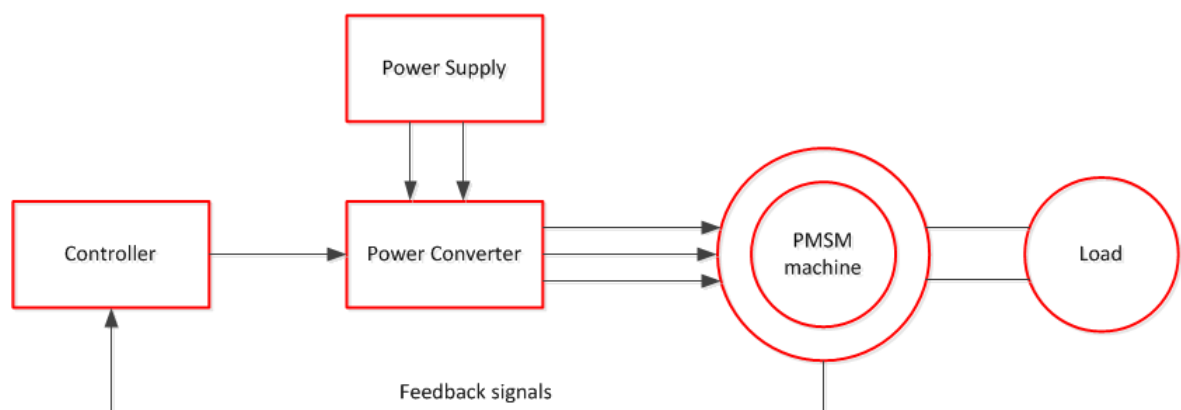 Power Supply
Controller
Power Converter
PMSM
machine
Load
Feedback signals